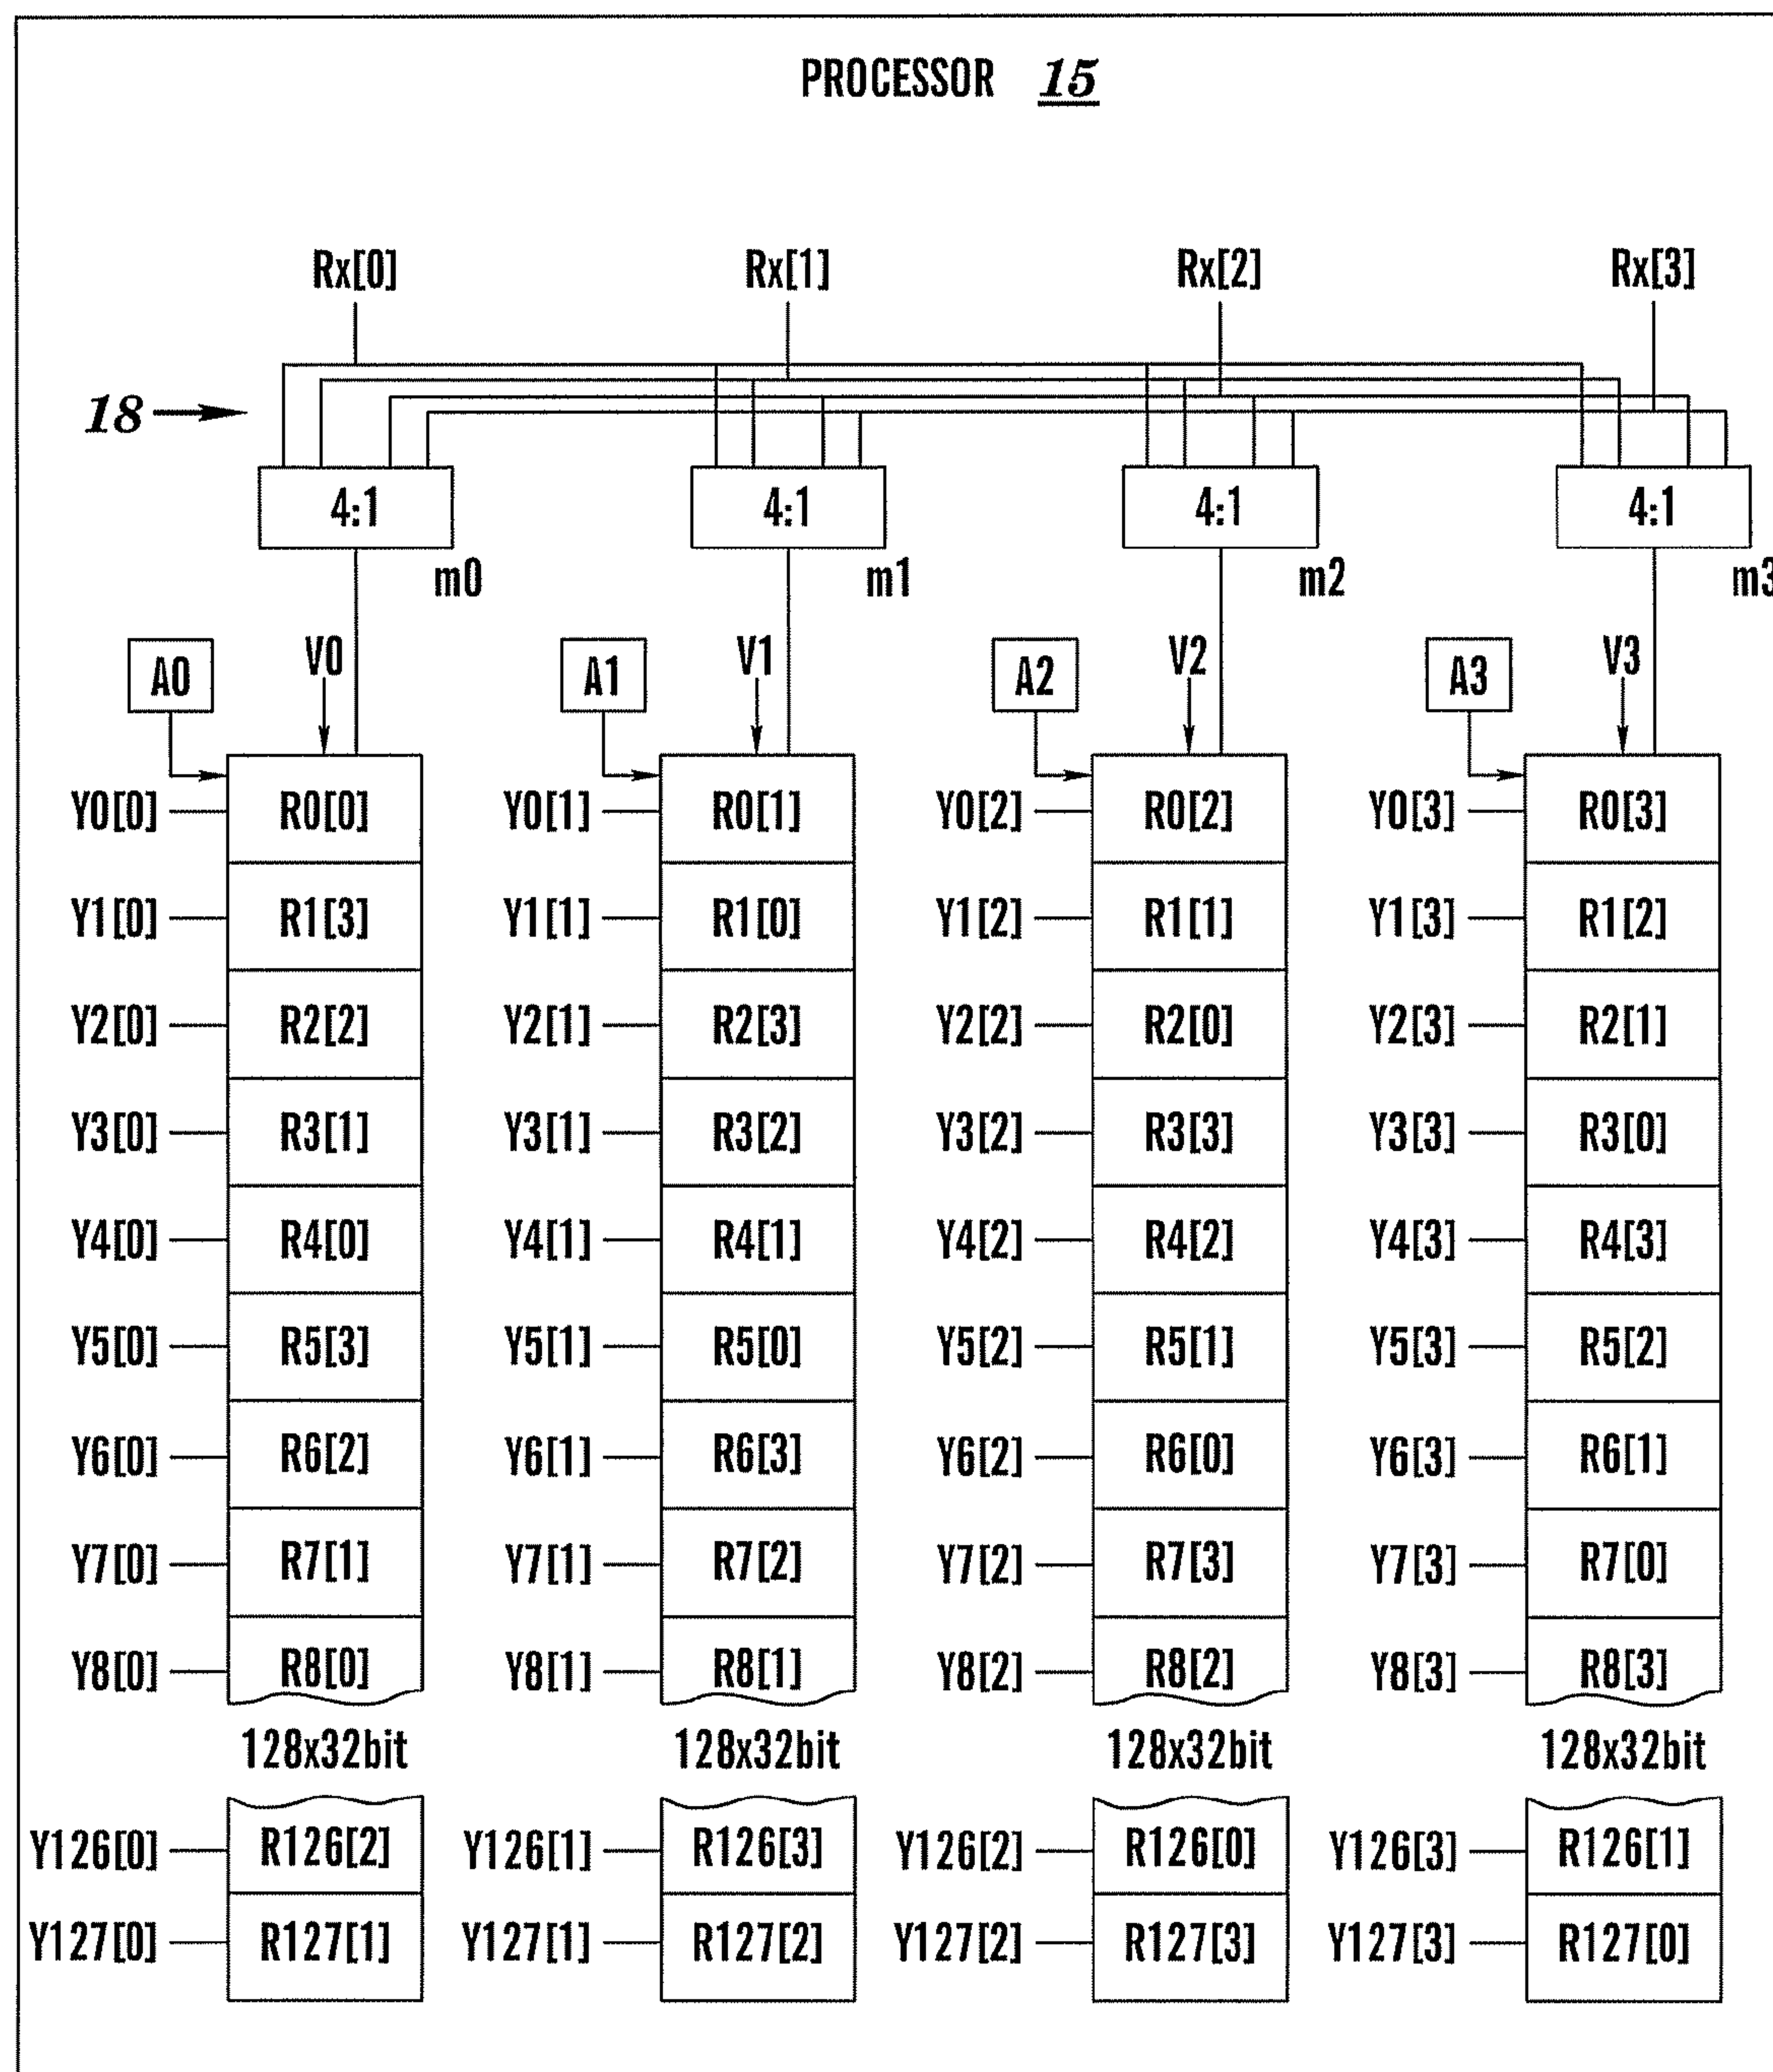 PROCESSOR 15
Rx[0] Rx[1] Rx[2] Rx[3]
18
4:1 4:1 4:1 4:1
m0 m1 m2 m3
A0 V0 A1 V1 A2 V2 A3 V3
Y0[0] R0[0] Y0[1] R0[1] Y0[2] R0[2] Y0[3] R0[3]
Y1[0] R1[3] Y1[1] R1[0] Y1[2] R1[1] Y1[3] R1[2]
Y2[0] R2[2] Y2[1] R2[3] Y2[2] R2[0] Y2[3] R2[1]
Y3[0] R3[1] Y3[1] R3[2] Y3[2] R3[3] Y3[3] R3[0]
Y4[0] R4[0] Y4[1] R4[1] Y4[2] R4[2] Y4[3] R4[3]
Y5[0] R5[3] Y5[1] R5[0] Y5[2] R5[1] Y5[3] R5[2]
Y6[0] R6[2] Y6[1] R6[3] Y6[2] R6[0] Y6[3] R6[1]
Y7[0] R7[1] Y7[1] R7[2] Y7[2] R7[3] Y7[3] R7[0]
Y8[0] R8[0] Y8[1] R8[1] Y8[2] R8[2] Y8[3] R8[3]
128x32bit 128x32bit 128x32bit 128x32bit
Y126[0] R126[2] Y126[1] R126[3] Y126[2] R126[0] Y126[3] R126[1]
Y127[0] R127[1] Y127[1] R127[2] Y127[2] R127[3] Y127[3] R127[0]